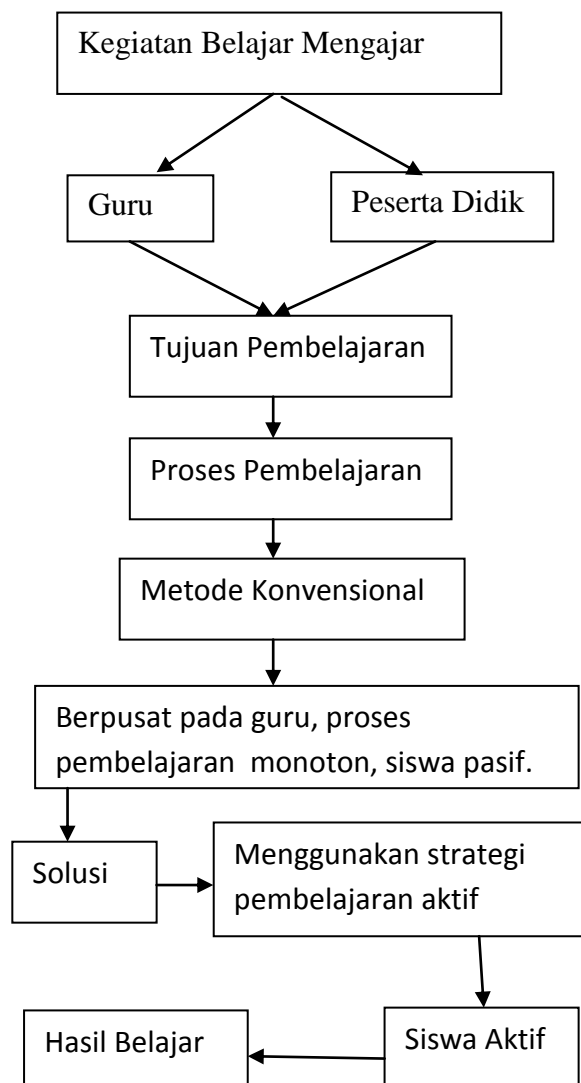 Kegiatan Belajar Mengajar
Guru
Peserta Didik
Tujuan Pembelajaran
Proses Pembelajaran
Metode Konvensional
Berpusat pada guru, proses
pembelajaran  monoton, siswa pasif.
Solusi
Menggunakan strategi
pembelajaran aktif
Siswa Aktif
Hasil Belajar